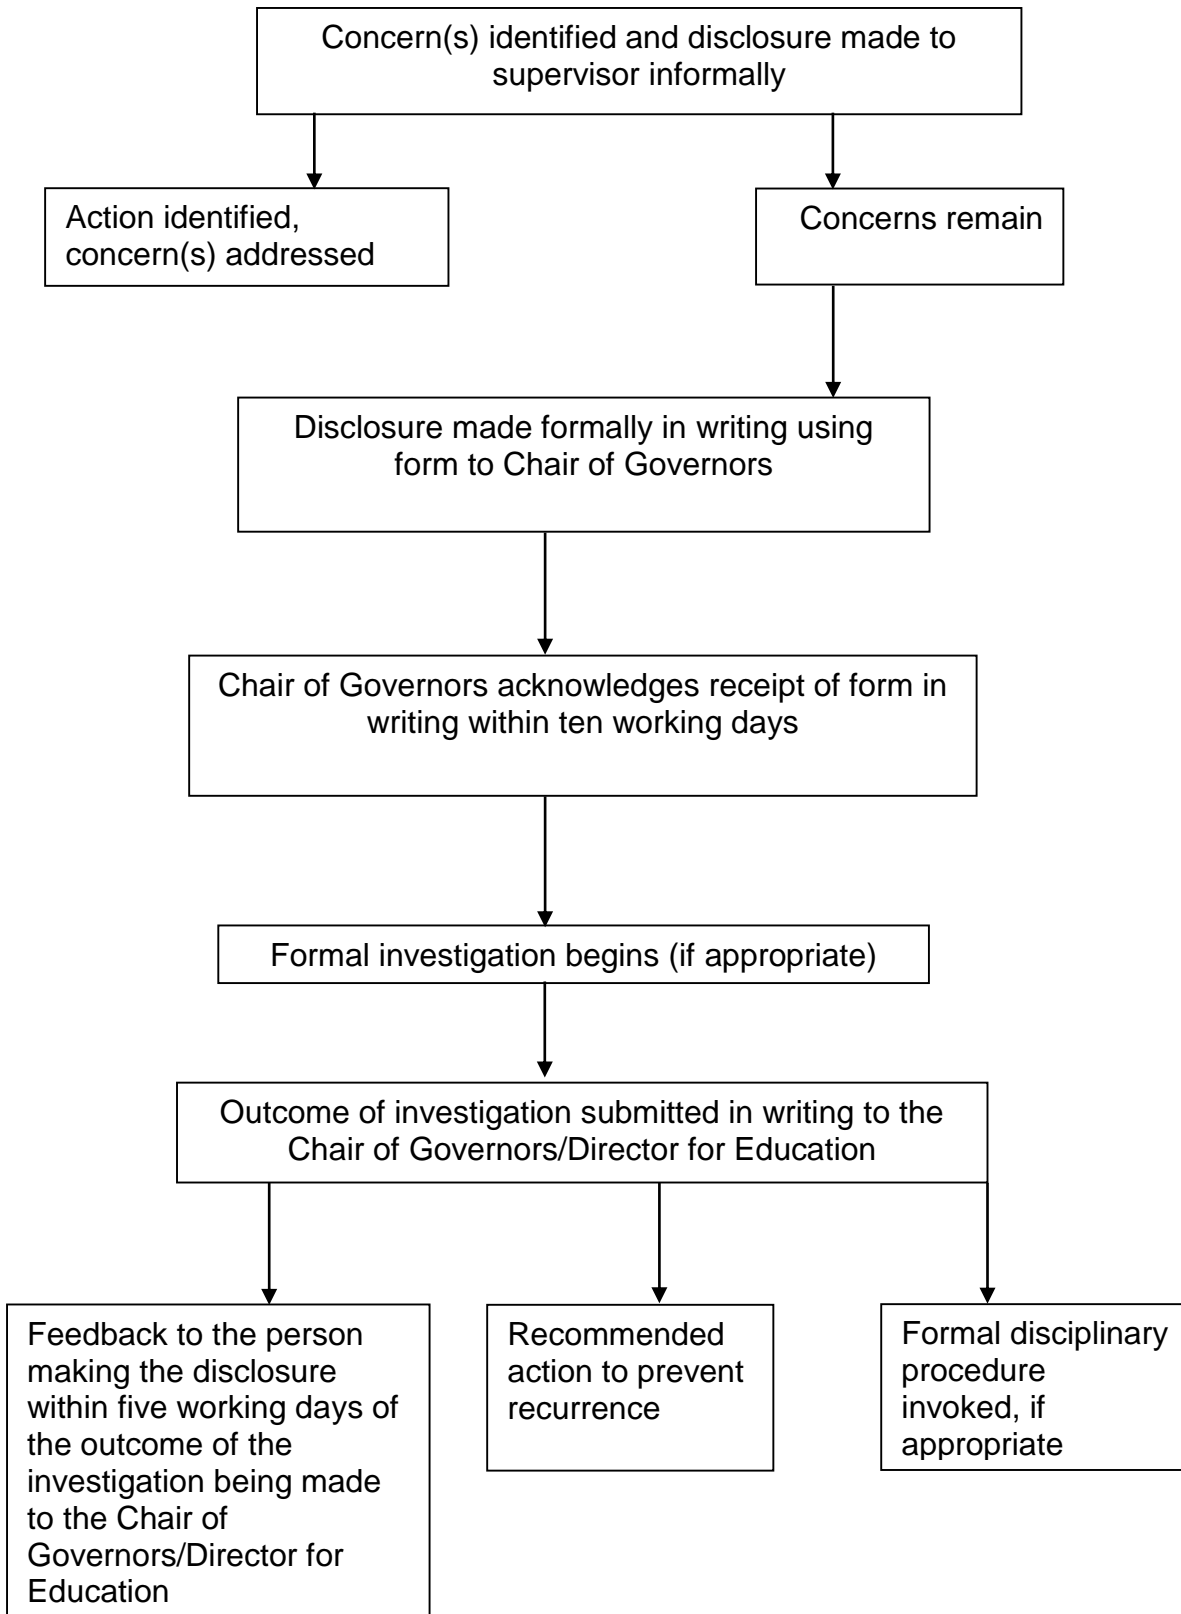 Concern(s) identified and disclosure made to
supervisor informally
Action identified,
concern(s) addressed
Concerns remain
Disclosure made formally in writing using
form to Chair of Governors
Chair of Governors acknowledges receipt of form in
writing within ten working days
Formal investigation begins (if appropriate)
Outcome of investigation submitted in writing to the
Chair of Governors/Director for Education
Feedback to the person
making the disclosure
within five working days of
the outcome of the
investigation being made
to the Chair of
Governors/Director for
Education
Recommended
action to prevent
recurrence
Formal disciplinary
procedure
invoked, if
appropriate